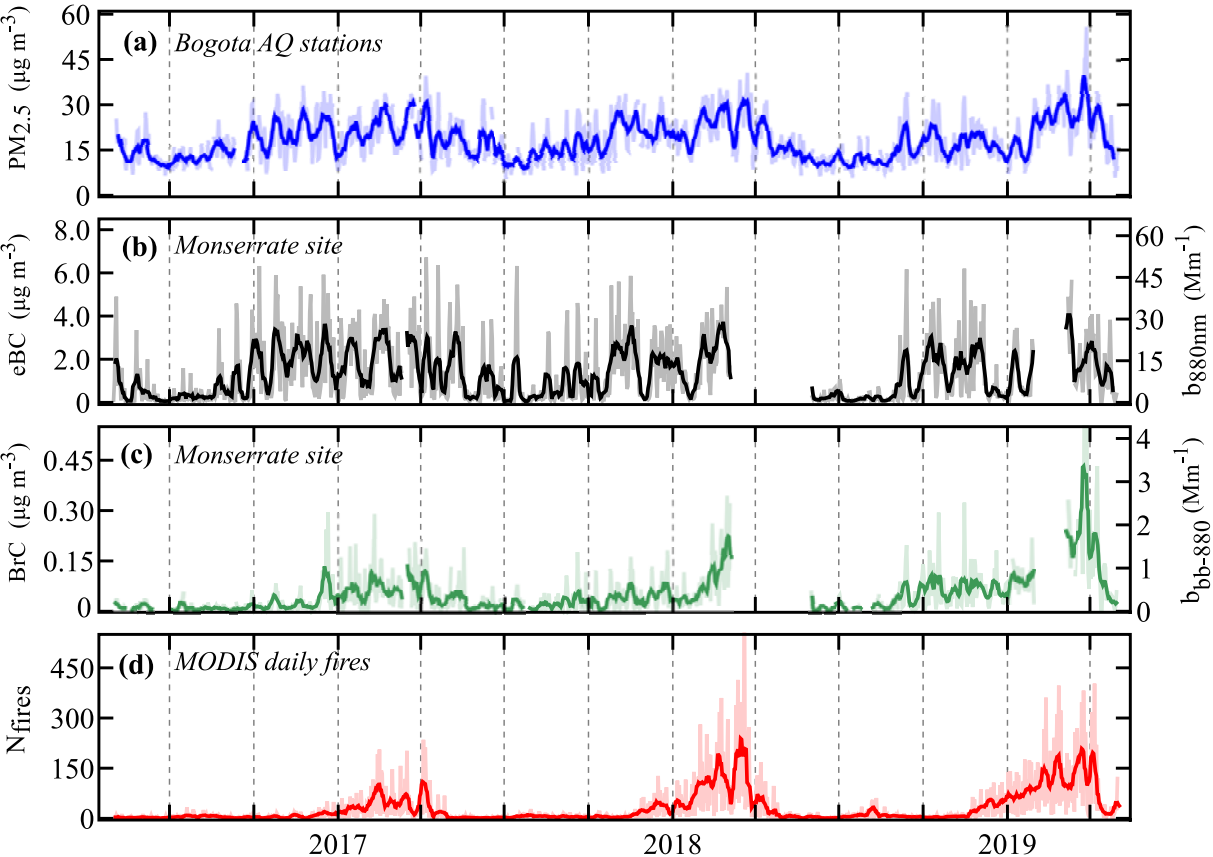 (a) Bogota AQ stations
PM2.5 (µg m-3)
60
45
30
15
0
(b) Monserrate site
eBC (µg m-3)
8.0
6.0
4.0
2.0
0
b880nm (Mm-1)
60
45
30
15
0
(c) Monserrate site
BrC (µg m-3)
0.45
0.30
0.15
0
bbb-880 (Mm-1)
4
3
2
1
0
(d) MODIS daily fires
Nfires
450
300
150
0
2017 2018 2019